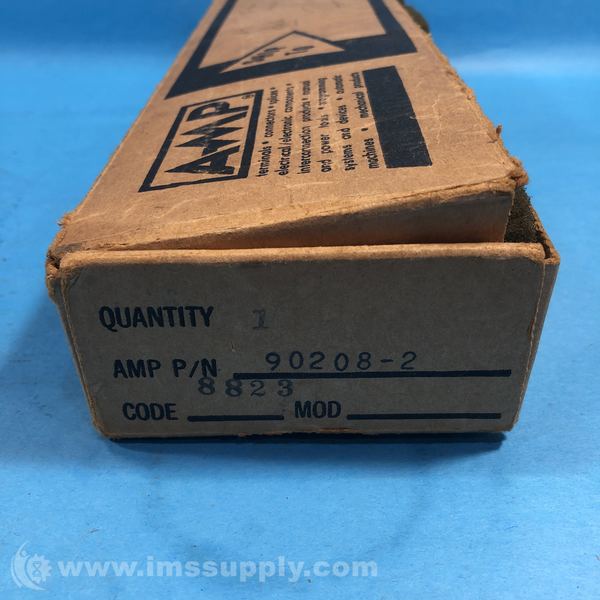 AMP
terminals • connectors • splices
electrical/electronic components
interconnection products • manual
and power tools • programming
systems and devices • automatic
machines • mechanical products
QUANTITY 1
AMP P/N 90208-2
8823
CODE MOD
www.imssupply.com